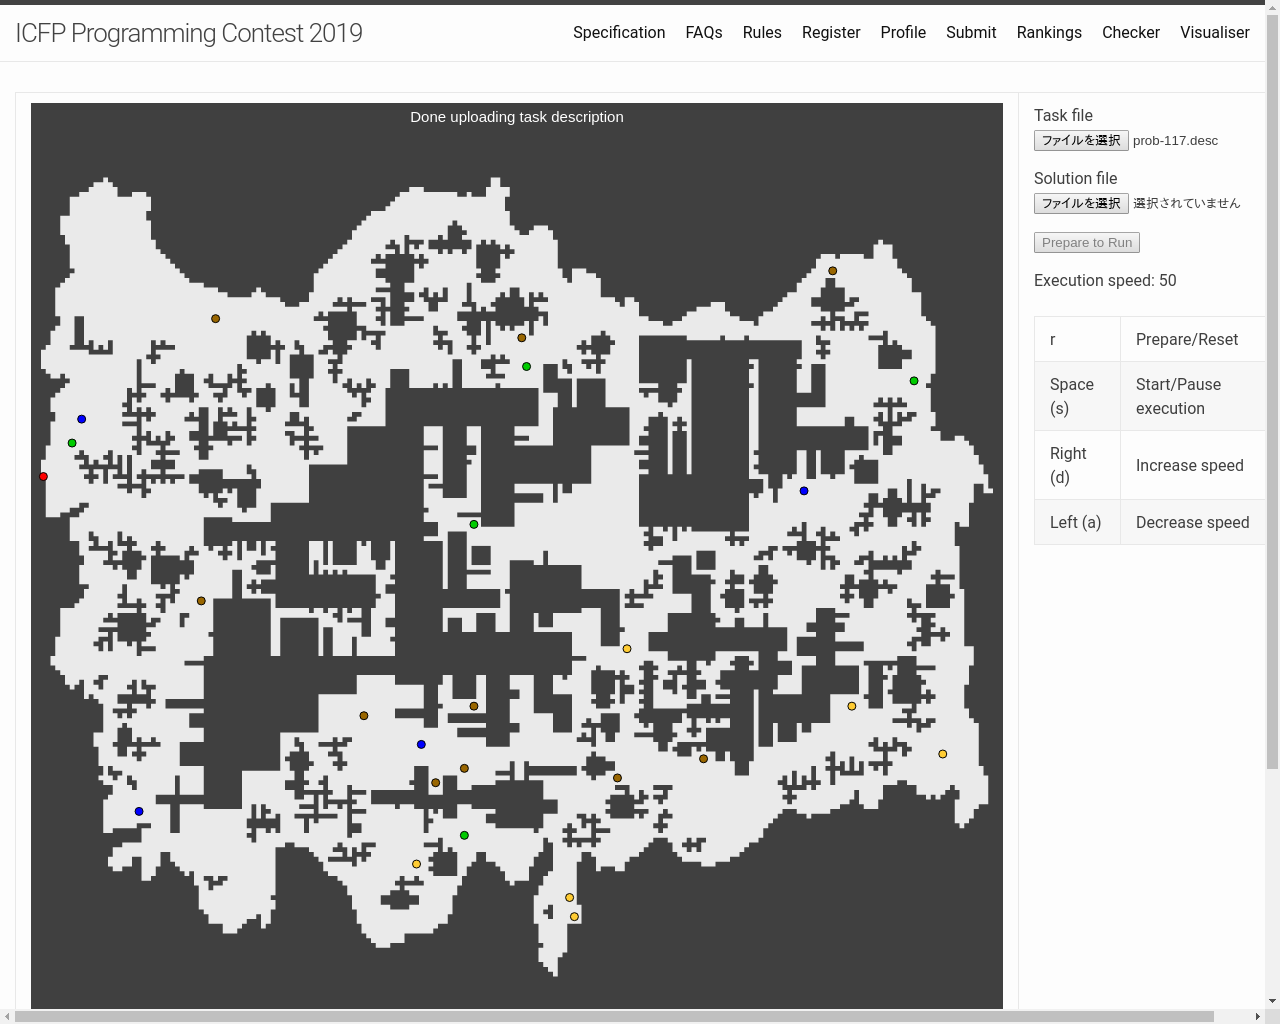 ICFP Programming Contest 2019
Specification FAQs Rules Register Profile Submit Rankings Checker Visualiser
Done uploading task description
Task file
ファイルを選択 prob-117.desc
Solution file
ファイルを選択 選択されていません
Prepare to Run
Execution speed: 50
r Prepare/Reset
Space (s) Start/Pause execution
Right (d) Increase speed
Left (a) Decrease speed